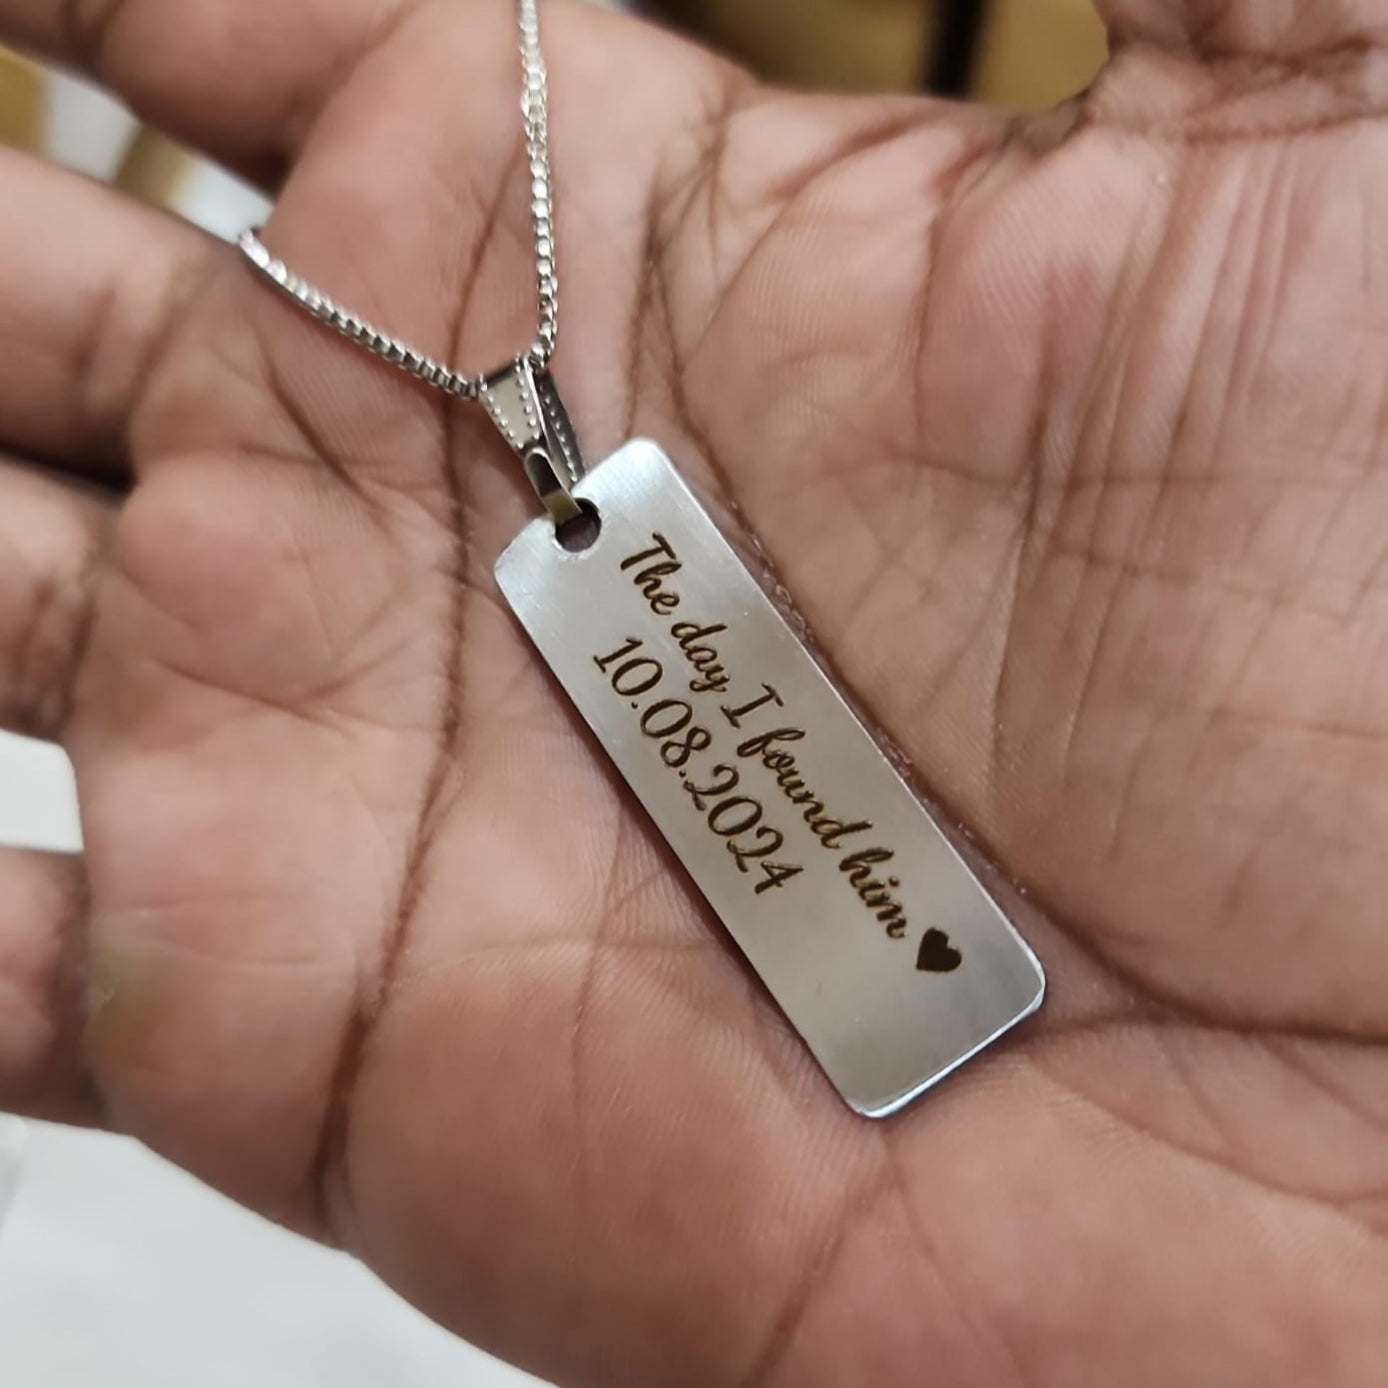 The day I found him ♥
10.08.2024